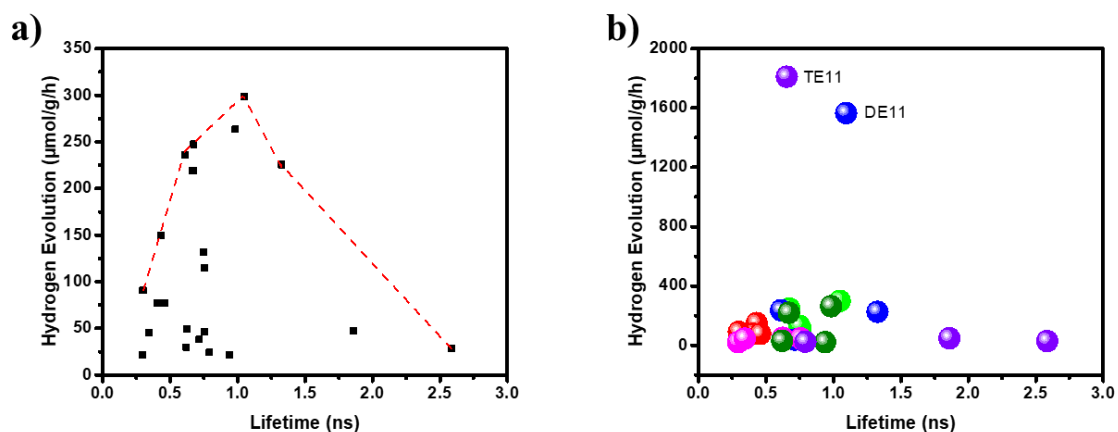 a)
Hydrogen Evolution (µmol/g/h)
350
300
250
200
150
100
50
0
0.0 0.5 1.0 1.5 2.0 2.5 3.0
Lifetime (ns)
b)
Hydrogen Evolution (µmol/g/h)
2000
1600
1200
800
400
0
TE11
DE11
0.0 0.5 1.0 1.5 2.0 2.5 3.0
Lifetime (ns)